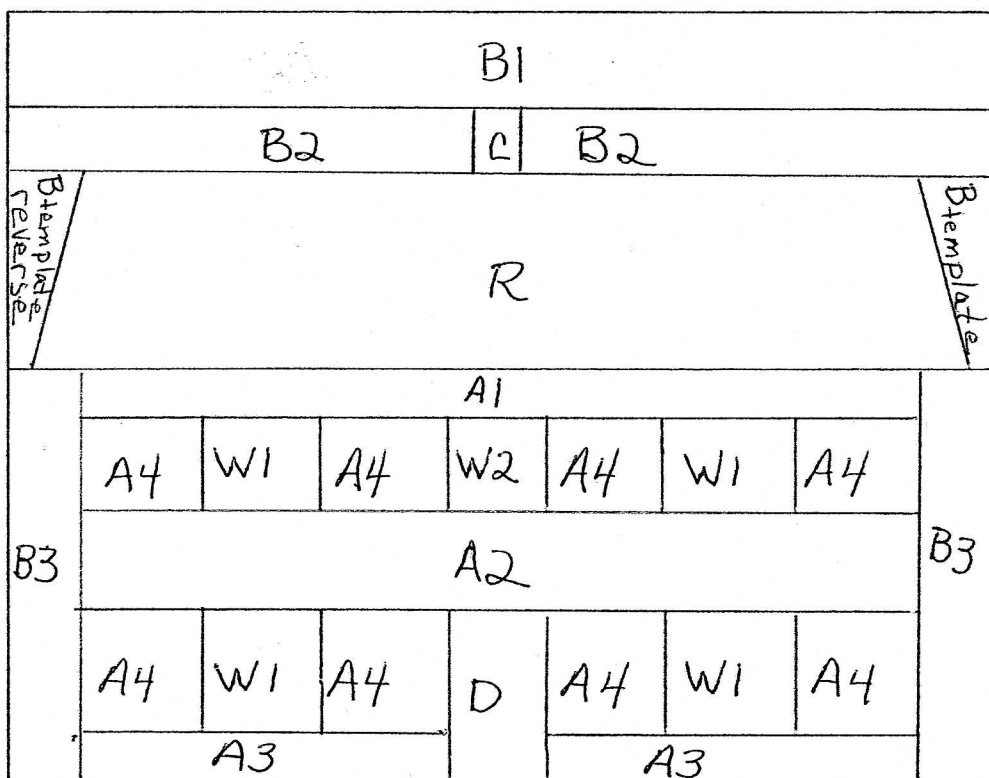 B1
B2 C B2
B template reverse
R
B template
A1
A4 W1 A4 W2 A4 W1 A4
B3
A2
B3
A4 W1 A4 D A4 W1 A4
A3 A3